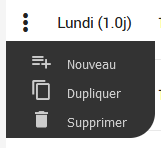 Lundi (1.0j)
Nouveau
Dupliquer
Supprimer